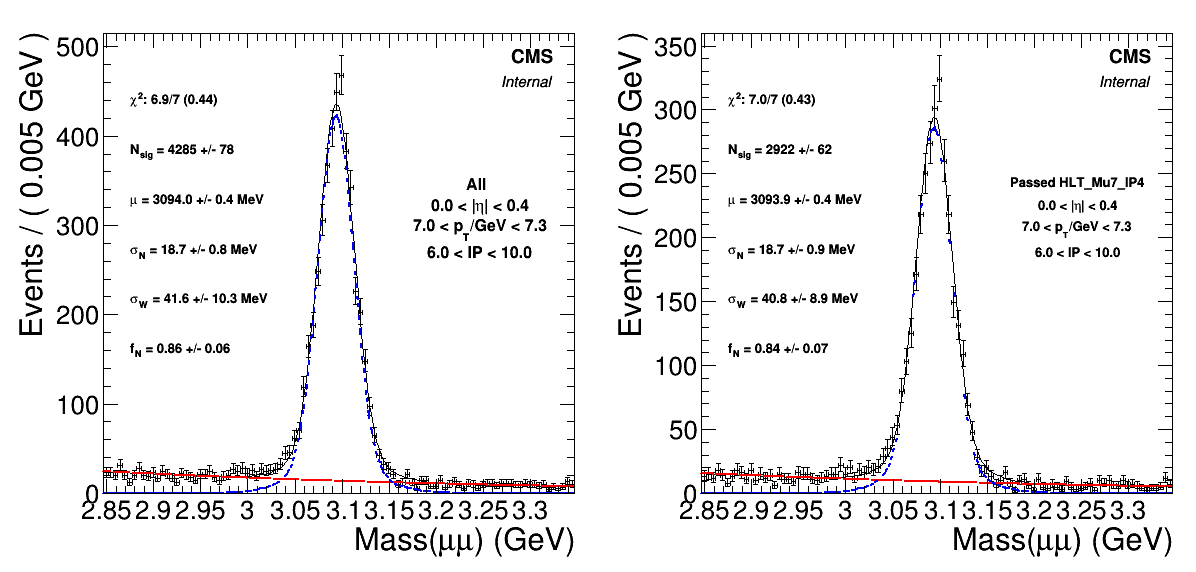 Events / ( 0.005 GeV )
500
400
300
200
100
0
CMS
Internal
χ²: 6.9/7 (0.44)
N_sig = 4285 +/- 78
μ = 3094.0 +/- 0.4 MeV
σ_N = 18.7 +/- 0.8 MeV
σ_W = 41.6 +/- 10.3 MeV
f_N = 0.86 +/- 0.06
All
0.0 < |η| < 0.4
7.0 < p_T/GeV < 7.3
6.0 < IP < 10.0
2.85 2.9 2.95 3 3.05 3.1 3.15 3.2 3.25 3.3
Mass(μμ) (GeV)
Events / ( 0.005 GeV )
350
300
250
200
150
100
50
0
CMS
Internal
χ²: 7.0/7 (0.43)
N_sig = 2922 +/- 62
μ = 3093.9 +/- 0.4 MeV
σ_N = 18.7 +/- 0.9 MeV
σ_W = 40.8 +/- 8.9 MeV
f_N = 0.84 +/- 0.07
Passed HLT_Mu7_IP4
0.0 < |η| < 0.4
7.0 < p_T/GeV < 7.3
6.0 < IP < 10.0
2.85 2.9 2.95 3 3.05 3.1 3.15 3.2 3.25 3.3
Mass(μμ) (GeV)